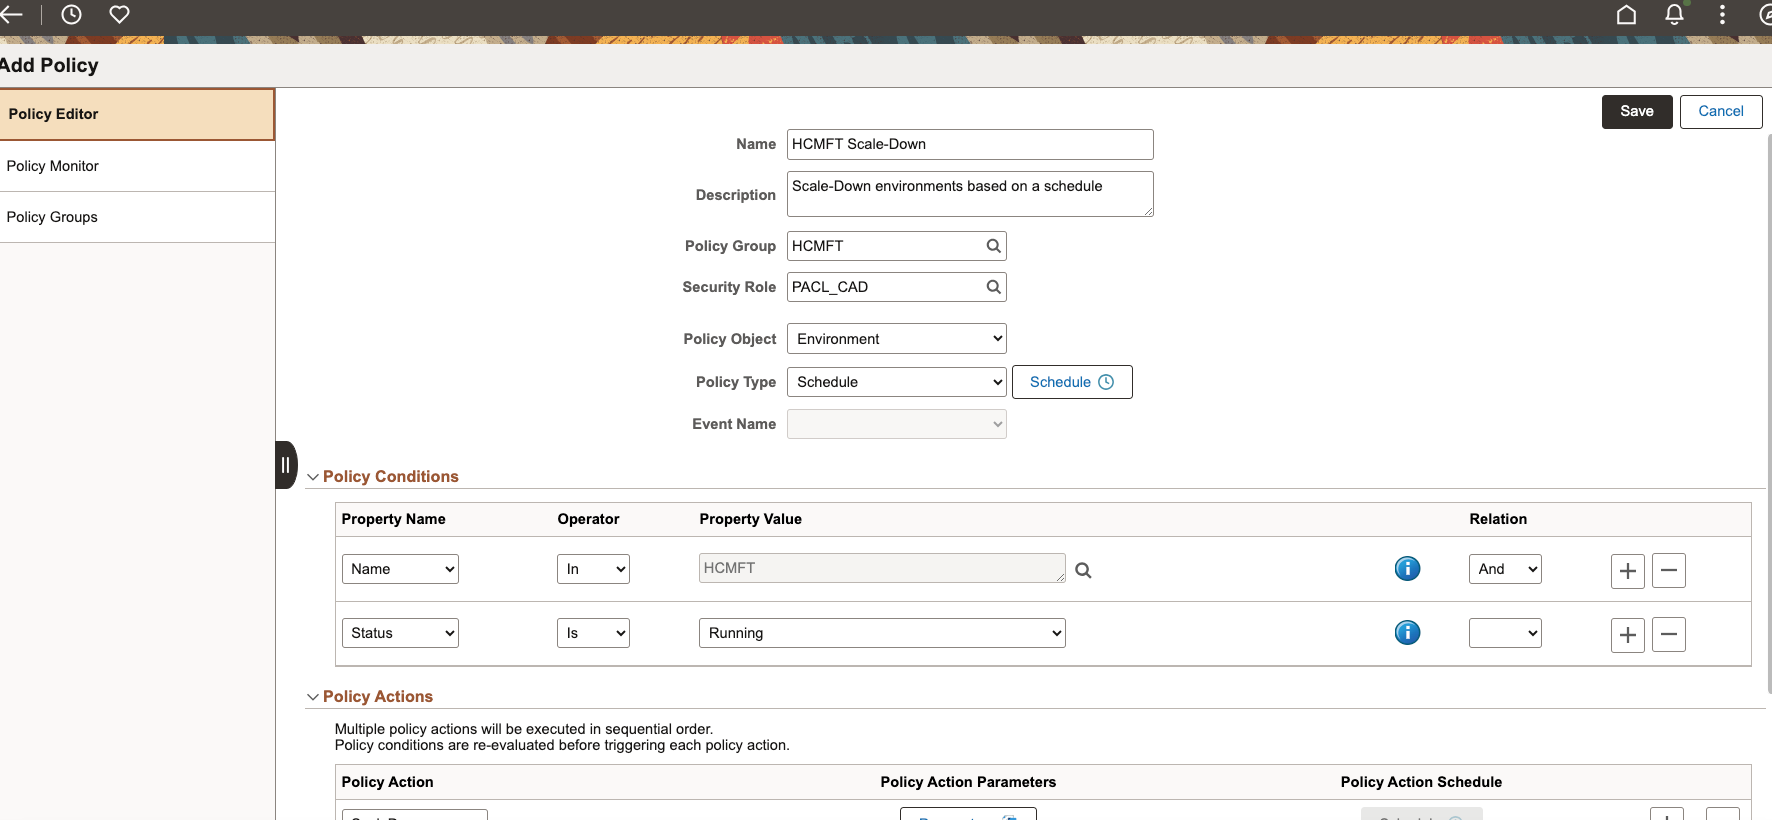 Add Policy
Policy Editor
Policy Monitor
Policy Groups
Save Cancel
Name HCMFT Scale-Down
Description Scale-Down environments based on a schedule
Policy Group HCMFT
Security Role PACL_CAD
Policy Object Environment
Policy Type Schedule Schedule
Event Name
Policy Conditions
Property Name Operator Property Value Relation
Name In HCMFT And
Status Is Running
Policy Actions
Multiple policy actions will be executed in sequential order.
Policy conditions are re-evaluated before triggering each policy action.
Policy Action Policy Action Parameters Policy Action Schedule